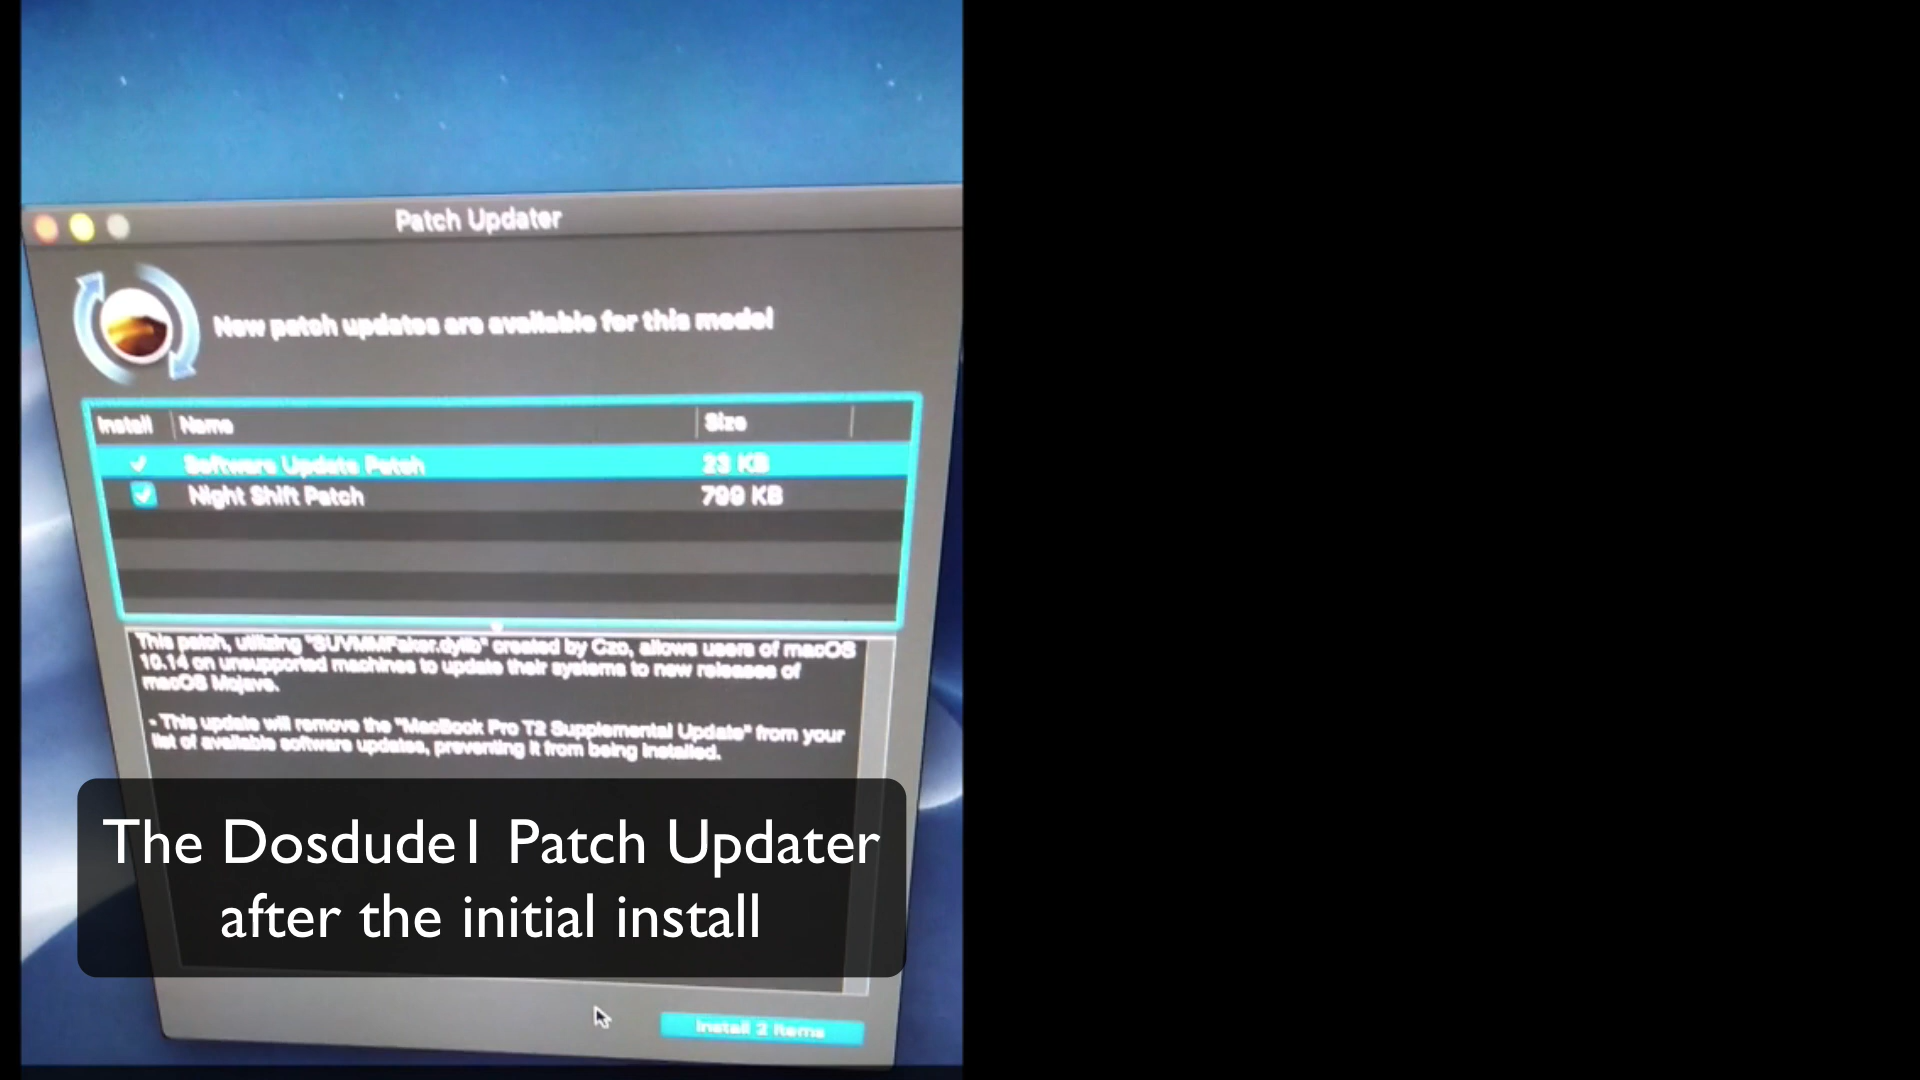 Patch Updater
New patch updates are available for this model
Install Name Size
Software Update Patch 23 KB
Night Shift Patch 799 KB
This patch, utilizing "SUVMMFaker.dylib" created by Czo, allows users of macOS
10.14 on unsupported machines to update their systems to new releases of
macOS Mojave.
- This update will remove the "MacBook Pro T2 Supplemental Update" from your
list of available software updates, preventing it from being installed.
The Dosdude1 Patch Updater
after the initial install
Install 2 Items